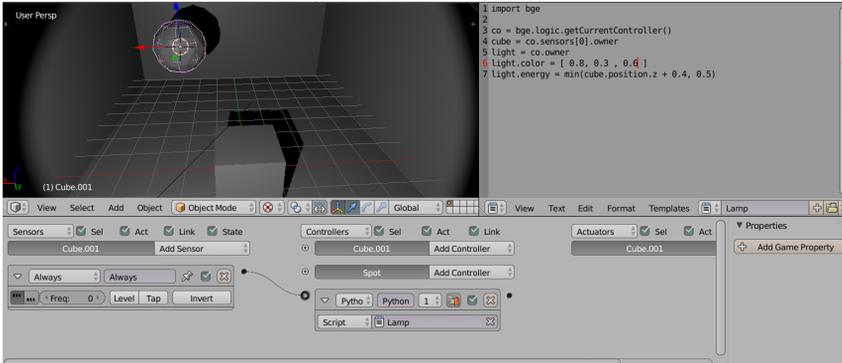 User Persp
(1) Cube.001
View Select Add Object Object Mode Global
1 import bge
2
3 co = bge.logic.getCurrentController()
4 cube = co.sensors[0].owner
5 light = co.owner
6 light.color = [ 0.8, 0.3 , 0.6 ]
7 light.energy = min(cube.position.z + 0.4, 0.5)
View Text Edit Format Templates Lamp
Sensors Sel Act Link State
Cube.001 Add Sensor
Always Always
Freq: 0 Level Tap Invert
Controllers Sel Act Link
Cube.001 Add Controller
Spot Add Controller
Pytho Python 1
Script Lamp
Actuators Sel Act
Cube.001
Properties
Add Game Property